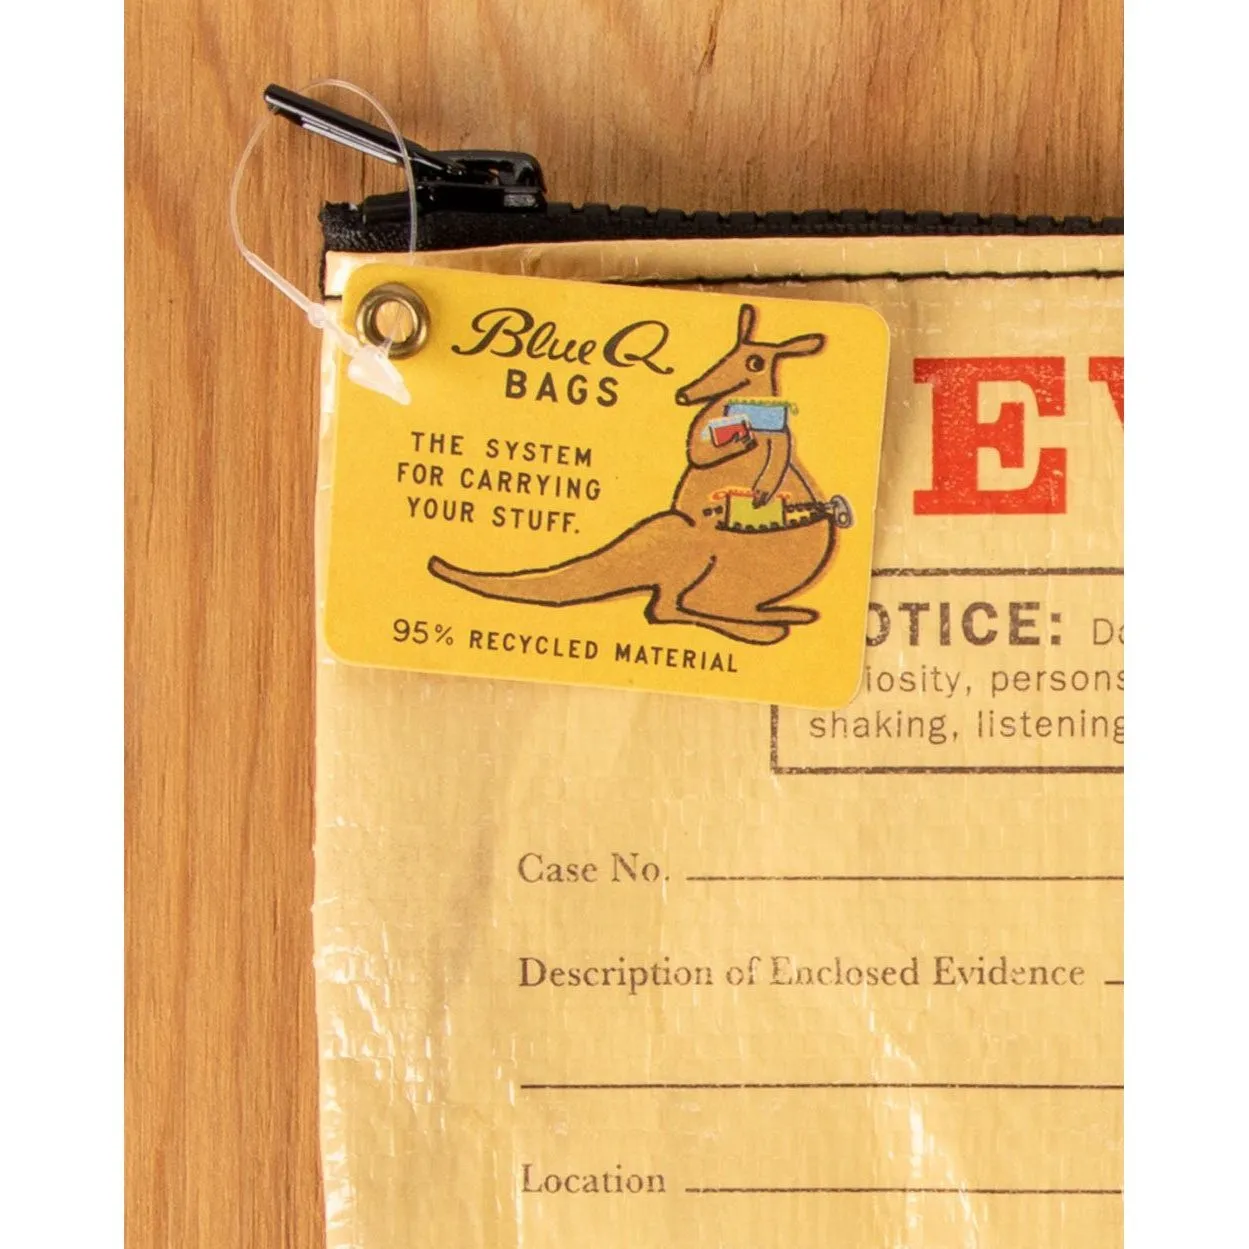 Blue Q
BAGS
THE SYSTEM
FOR CARRYING
YOUR STUFF.
95% RECYCLED MATERIAL
EV
OTICE: Do
iosity, persons
shaking, listening
Case No.
Description of Enclosed Evidence
Location